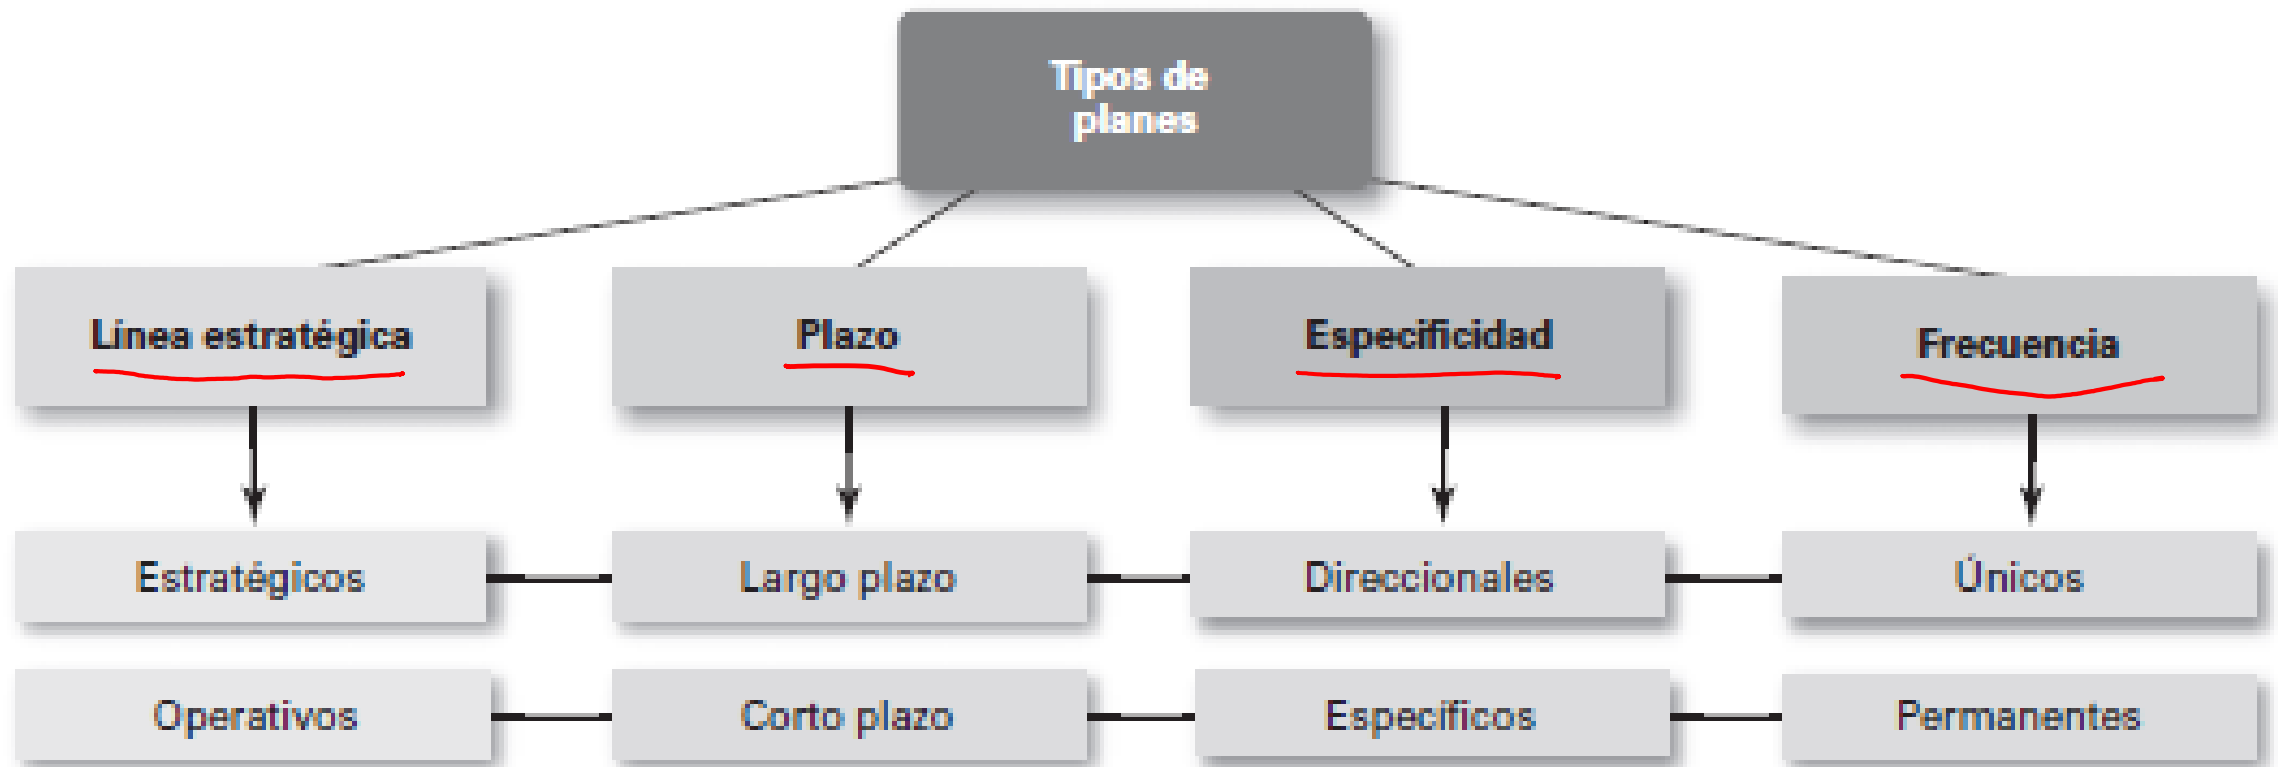 Tipos de
planes
Línea estratégica
Plazo
Especificidad
Frecuencia
Estratégicos
Largo plazo
Direccionales
Únicos
Operativos
Corto plazo
Específicos
Permanentes